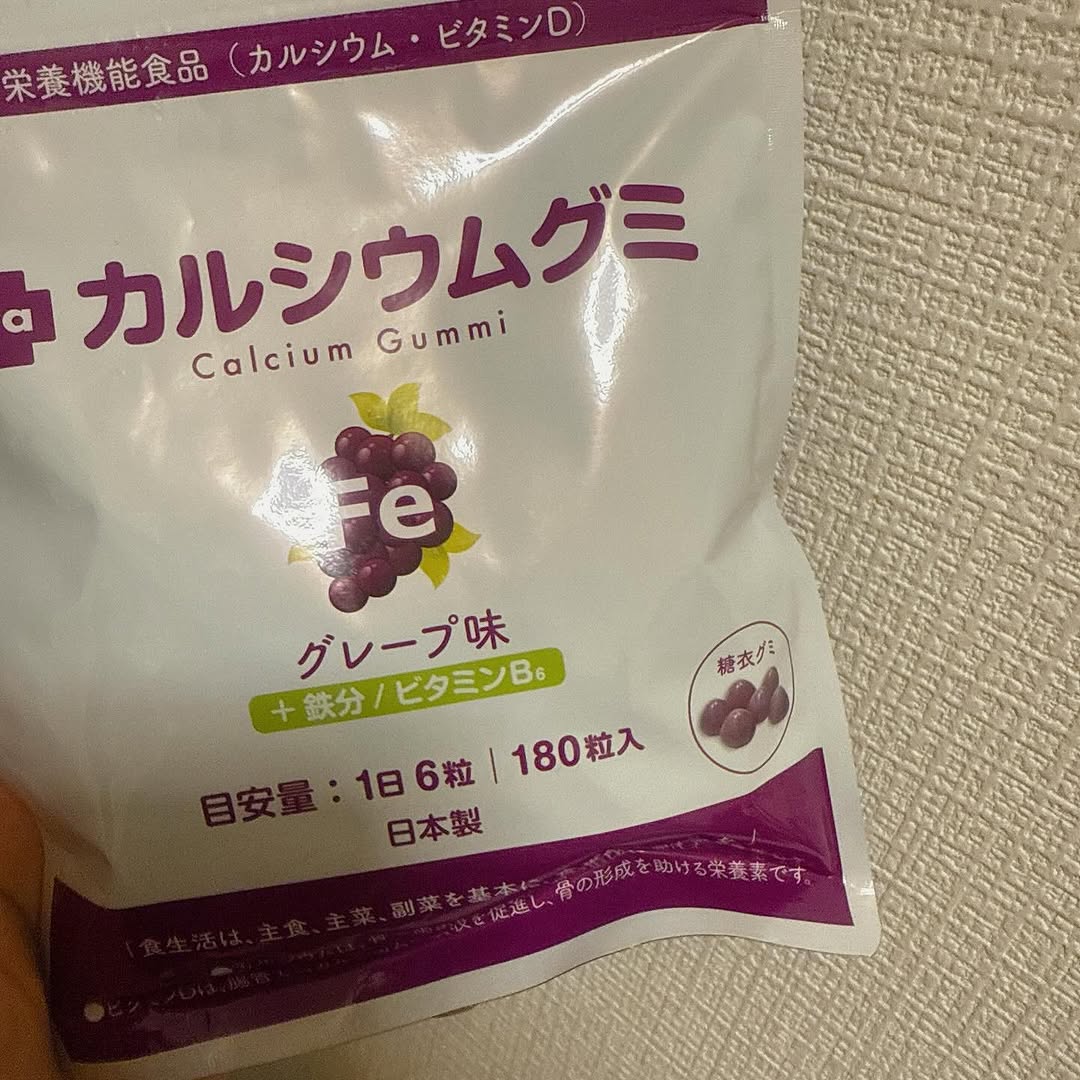 栄養機能食品（カルシウム・ビタミンD）
a
カルシウムグミ
Calcium Gummi
Fe
グレープ味
＋鉄分/ビタミンB6
糖衣グミ
目安量：1日6粒｜180粒入
日本製
「食生活は、主食、主菜、副菜を基本に
を促進し、骨の形成を助ける栄養素です。